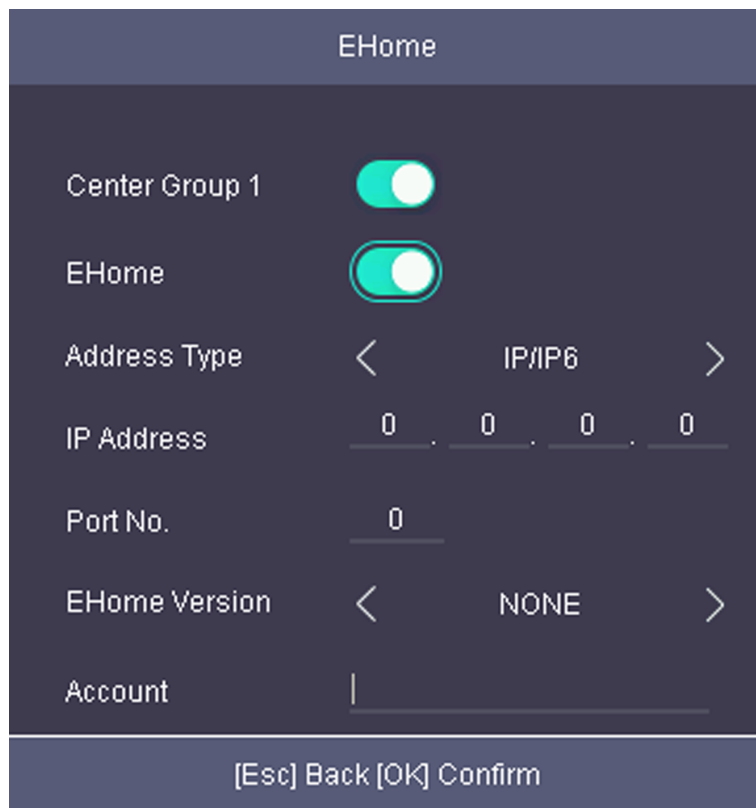 EHome
Center Group 1
EHome
Address Type < IP/IP6 >
IP Address 0 . 0 . 0 . 0
Port No. 0
EHome Version < NONE >
Account
[Esc] Back [OK] Confirm